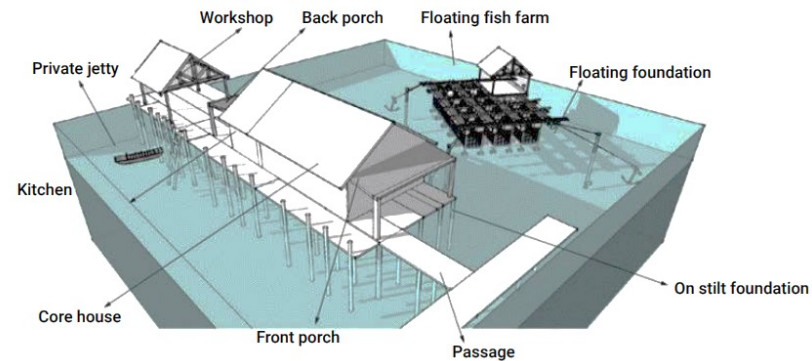 Workshop
Back porch
Floating fish farm
Private jetty
Floating foundation
Kitchen
On stilt foundation
Core house
Front porch
Passage